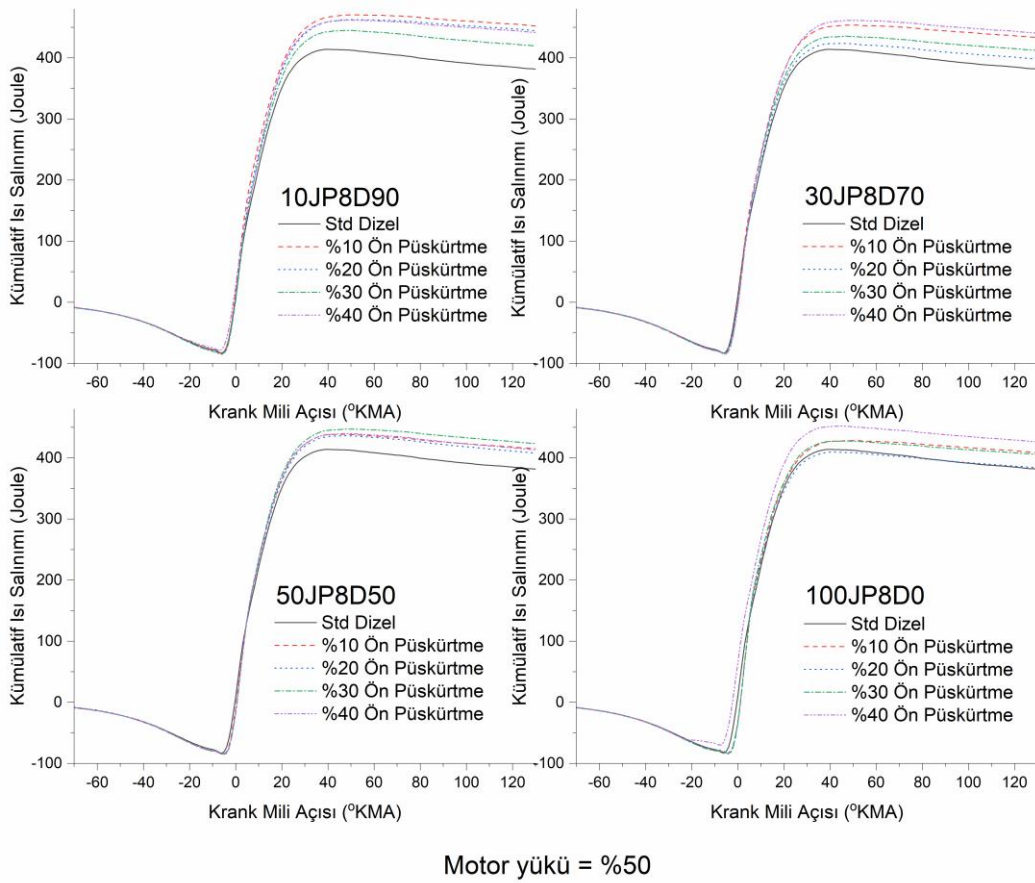 Kümülatif Isı Salınımı (Joule)
400
300
200
100
0
-100
10JP8D90
Std Dizel
%10 Ön Püskürtme
%20 Ön Püskürtme
%30 Ön Püskürtme
%40 Ön Püskürtme
-60 -40 -20 0 20 40 60 80 100 120
Krank Mili Açısı (°KMA)
Kümülatif Isı Salınımı (Joule)
400
300
200
100
0
-100
30JP8D70
Std Dizel
%10 Ön Püskürtme
%20 Ön Püskürtme
%30 Ön Püskürtme
%40 Ön Püskürtme
-60 -40 -20 0 20 40 60 80 100 120
Krank Mili Açısı (°KMA)
Kümülatif Isı Salınımı (Joule)
400
300
200
100
0
-100
50JP8D50
Std Dizel
%10 Ön Püskürtme
%20 Ön Püskürtme
%30 Ön Püskürtme
%40 Ön Püskürtme
-60 -40 -20 0 20 40 60 80 100 120
Krank Mili Açısı (°KMA)
Kümülatif Isı Salınımı (Joule)
400
300
200
100
0
-100
100JP8D0
Std Dizel
%10 Ön Püskürtme
%20 Ön Püskürtme
%30 Ön Püskürtme
%40 Ön Püskürtme
-60 -40 -20 0 20 40 60 80 100 120
Krank Mili Açısı (°KMA)
Motor yükü = %50